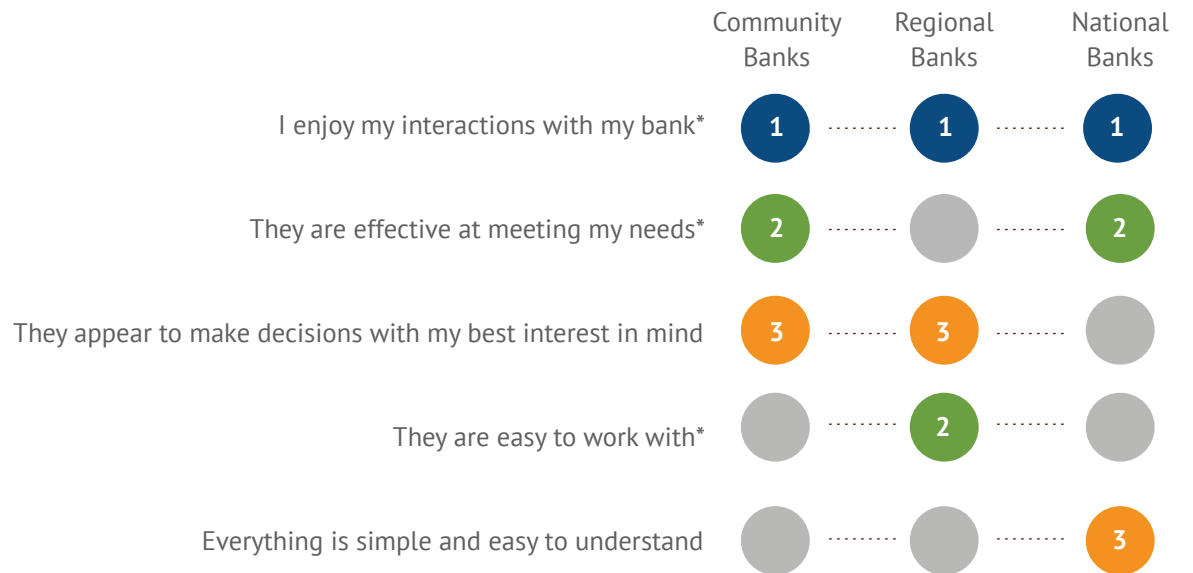 Community Regional National
Banks Banks Banks
I enjoy my interactions with my bank* 1 1 1
They are effective at meeting my needs* 2 2
They appear to make decisions with my best interest in mind 3 3
They are easy to work with* 2
Everything is simple and easy to understand 3